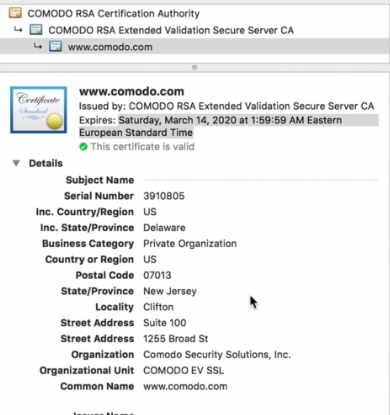 COMODO RSA Certification Authority
COMODO RSA Extended Validation Secure Server CA
www.comodo.com
Certificate
Standard
www.comodo.com
Issued by: COMODO RSA Extended Validation Secure Server CA
Expires: Saturday, March 14, 2020 at 1:59:59 AM Eastern
European Standard Time
This certificate is valid
Details
Subject Name
Serial Number 3910805
Inc. Country/Region US
Inc. State/Province Delaware
Business Category Private Organization
Country or Region US
Postal Code 07013
State/Province New Jersey
Locality Clifton
Street Address Suite 100
Street Address 1255 Broad St
Organization Comodo Security Solutions, Inc.
Organizational Unit COMODO EV SSL
Common Name www.comodo.com
Issuer Name